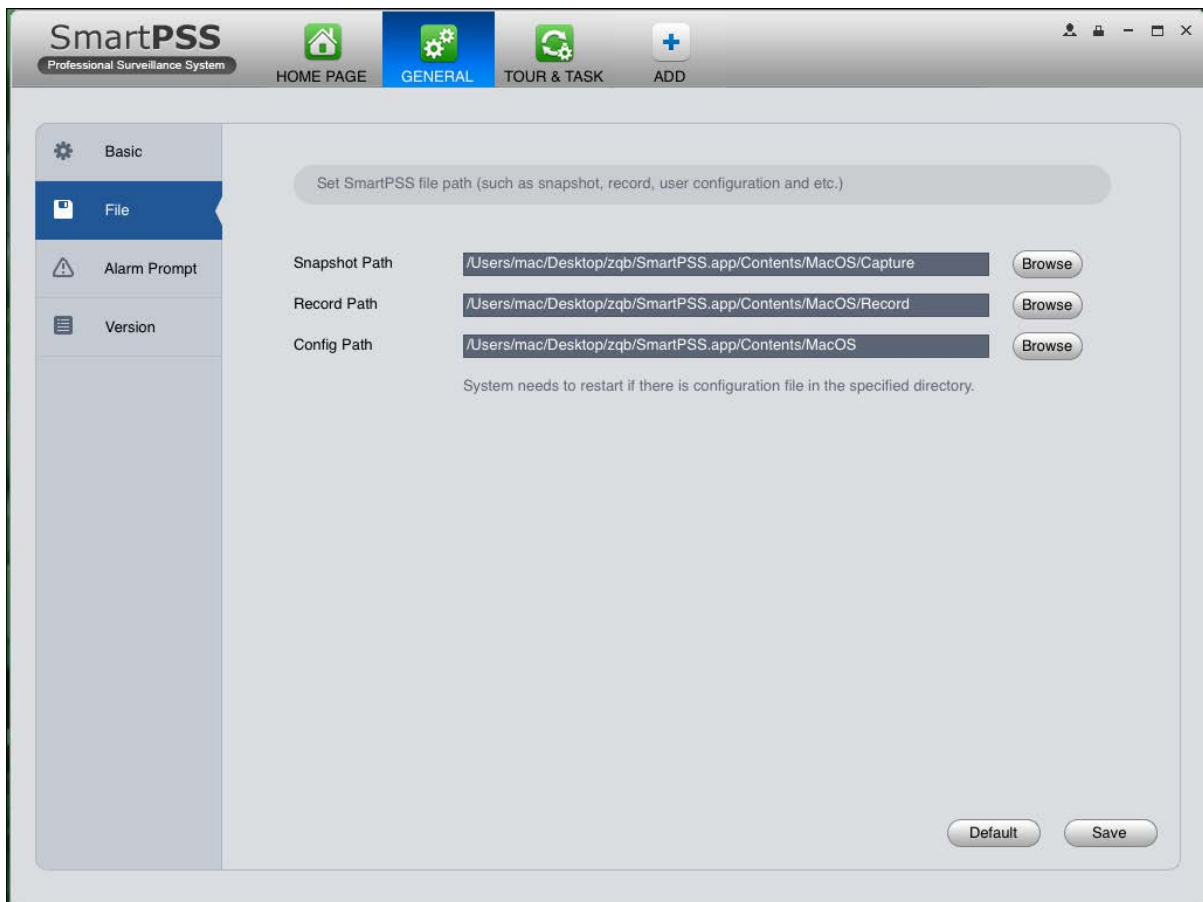 SmartPSS
Professional Surveillance System
HOME PAGE
GENERAL
TOUR & TASK
ADD
Basic
File
Alarm Prompt
Version
Set SmartPSS file path (such as snapshot, record, user configuration and etc.)
Snapshot Path /Users/mac/Desktop/zqb/SmartPSS.app/Contents/MacOS/Capture Browse
Record Path /Users/mac/Desktop/zqb/SmartPSS.app/Contents/MacOS/Record Browse
Config Path /Users/mac/Desktop/zqb/SmartPSS.app/Contents/MacOS Browse
System needs to restart if there is configuration file in the specified directory.
Default Save